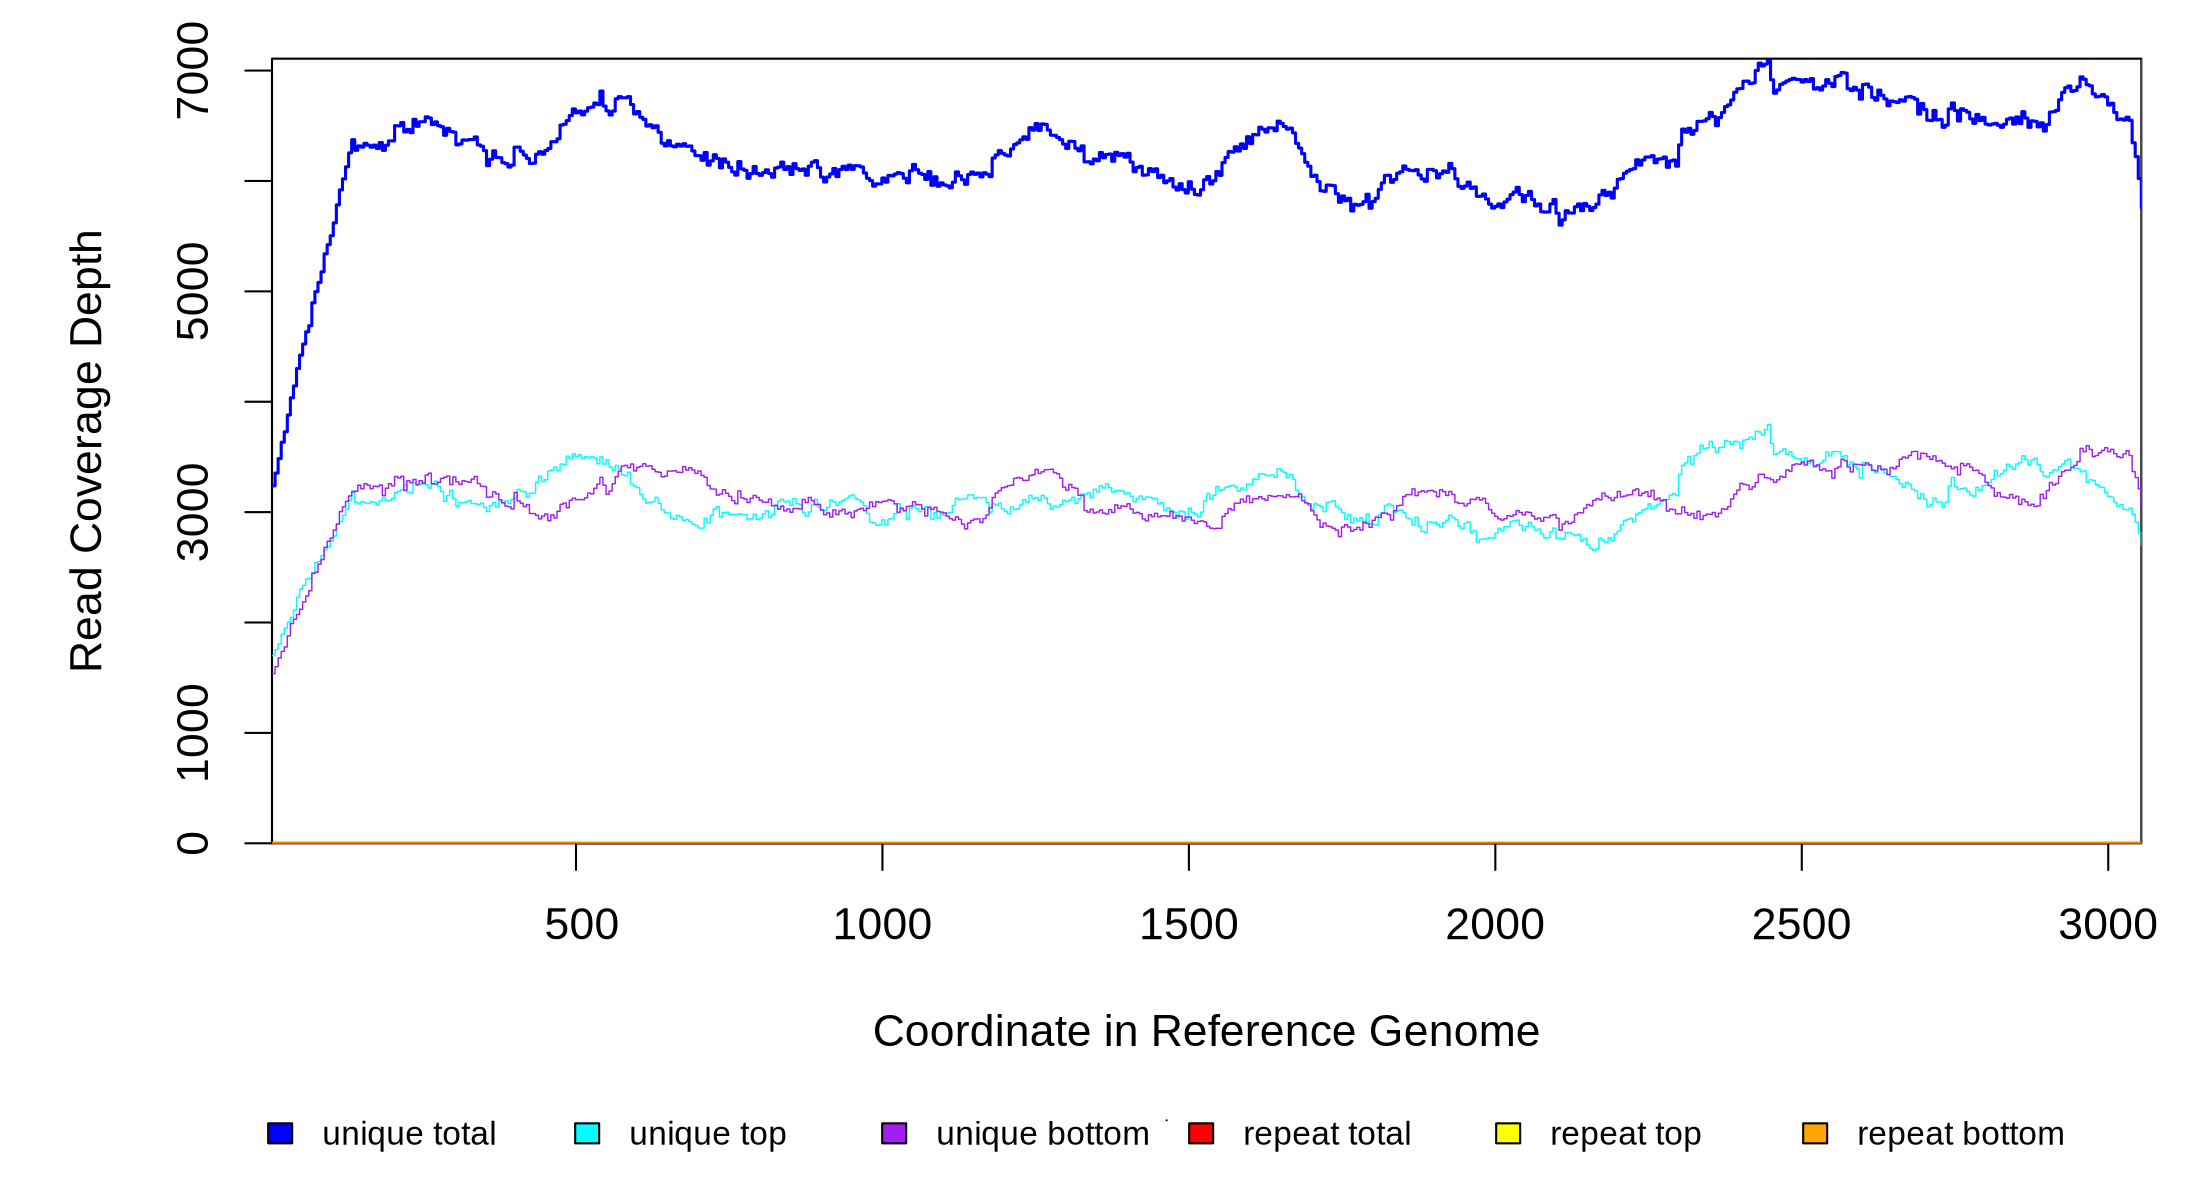 7000
5000
3000
1000
0
Read Coverage Depth
500 1000 1500 2000 2500 3000
Coordinate in Reference Genome
unique total unique top unique bottom repeat total repeat top repeat bottom